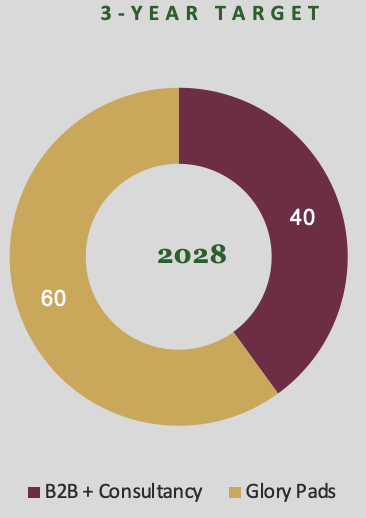 3-YEAR TARGET
40
2028
60
B2B + Consultancy Glory Pads